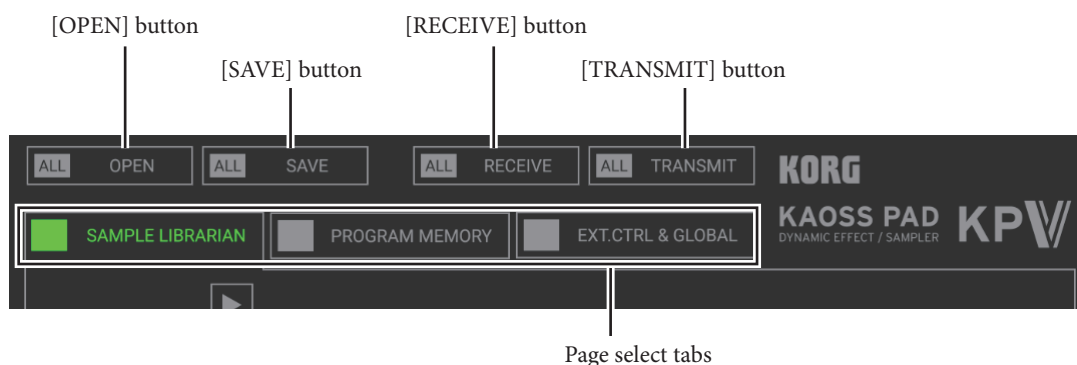 [OPEN] button
[RECEIVE] button
[SAVE] button
[TRANSMIT] button
ALL OPEN ALL SAVE ALL RECEIVE ALL TRANSMIT
KORG
SAMPLE LIBRARIAN PROGRAM MEMORY EXT.CTRL & GLOBAL
KAOSS PAD
DYNAMIC EFFECT / SAMPLER
KPV
Page select tabs